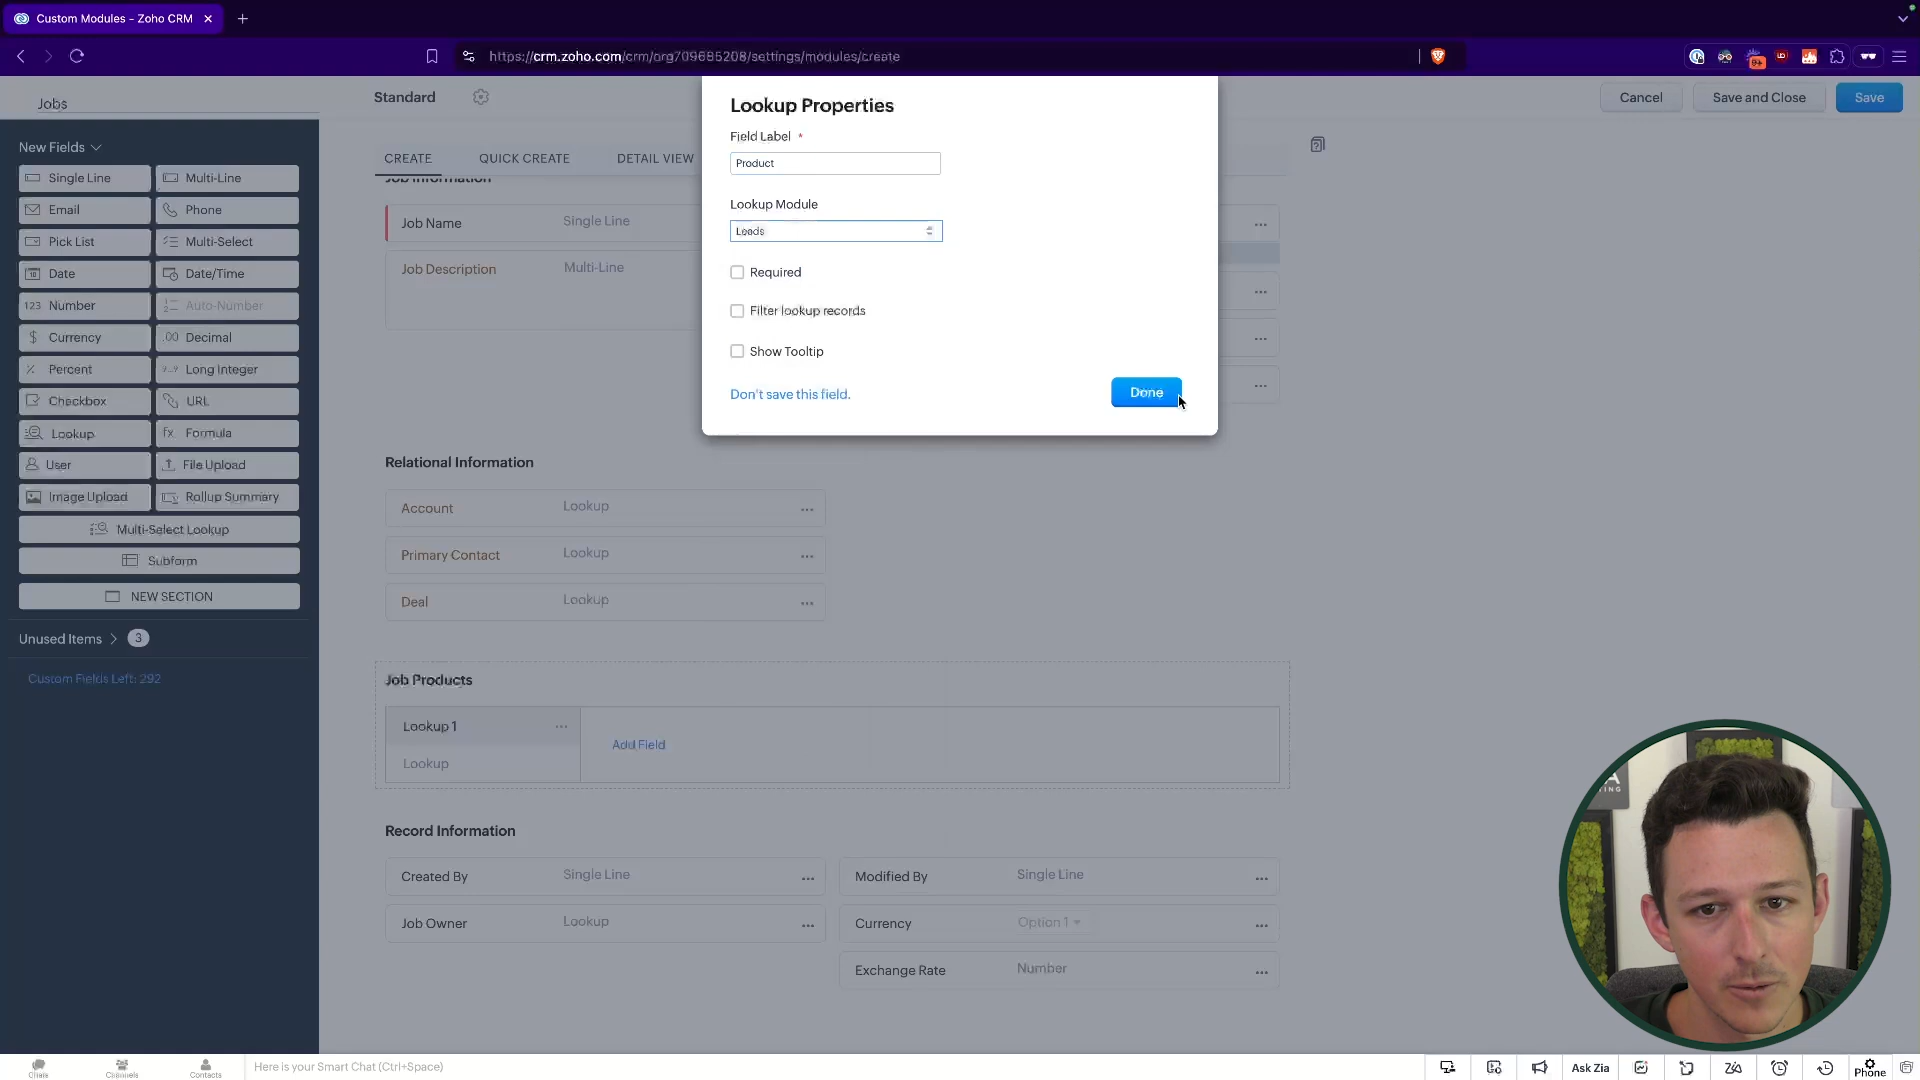 Custom Modules - Zoho CRM
https://crm.zoho.com/crm/org709685208/settings/modules/create
Jobs
Standard
Cancel
Save and Close
Save
Lookup Properties
Field Label *
Product
Lookup Module
Leads
Required
Filter lookup records
Show Tooltip
Don't save this field.
Done
New Fields
Single Line
Multi-Line
Email
Phone
Pick List
Multi-Select
Date
Date/Time
Number
Auto-Number
Currency
Decimal
Percent
Long Integer
Checkbox
URL
Lookup
Formula
User
File Upload
Image Upload
Rollup Summary
Multi-Select Lookup
Subform
NEW SECTION
Unused Items
3
Custom Fields Left: 292
CREATE
QUICK CREATE
DETAIL VIEW
Job Information
Job Name
Single Line
Job Description
Multi-Line
Relational Information
Account
Lookup
Primary Contact
Lookup
Deal
Lookup
Job Products
Lookup 1
Lookup
Add Field
Record Information
Created By
Single Line
Modified By
Single Line
Job Owner
Lookup
Currency
Option 1
Exchange Rate
Number
Chats
Channels
Contacts
Here is your Smart Chat (Ctrl+Space)
Ask Zia
Phone